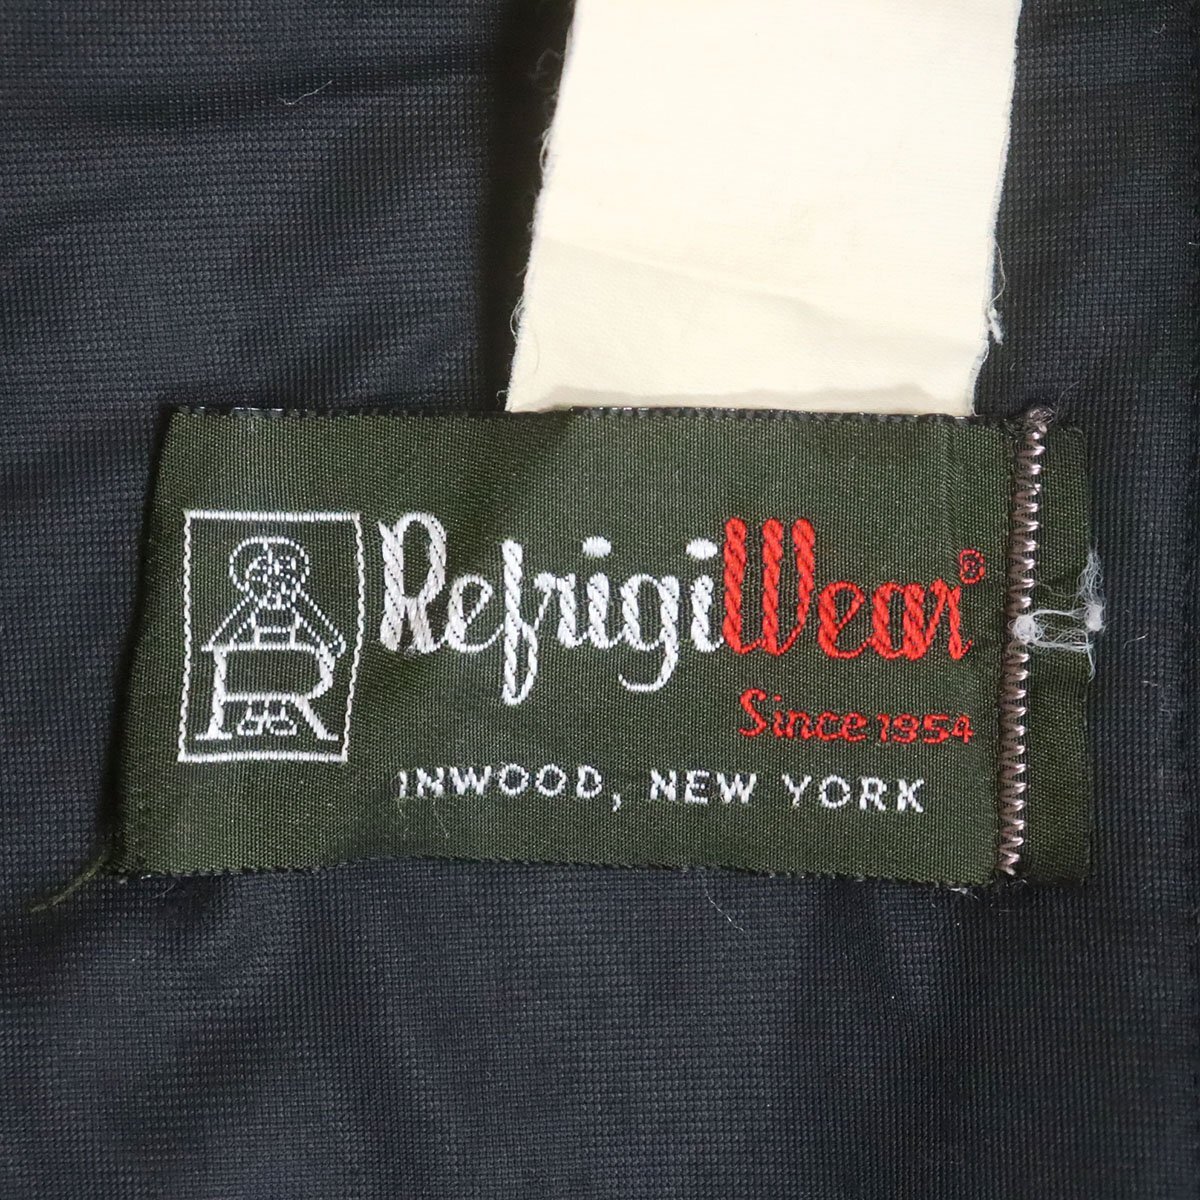 R
RefrigiWear®
Since 1954
INWOOD, NEW YORK